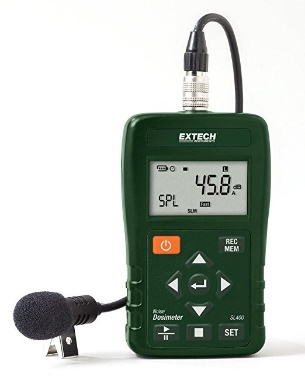 EXTECH
INSTRUMENTS
L
45.8 dB
A
SPL
Fast
SLM
REC
MEM
Noise
Dosimeter
SL400
SET